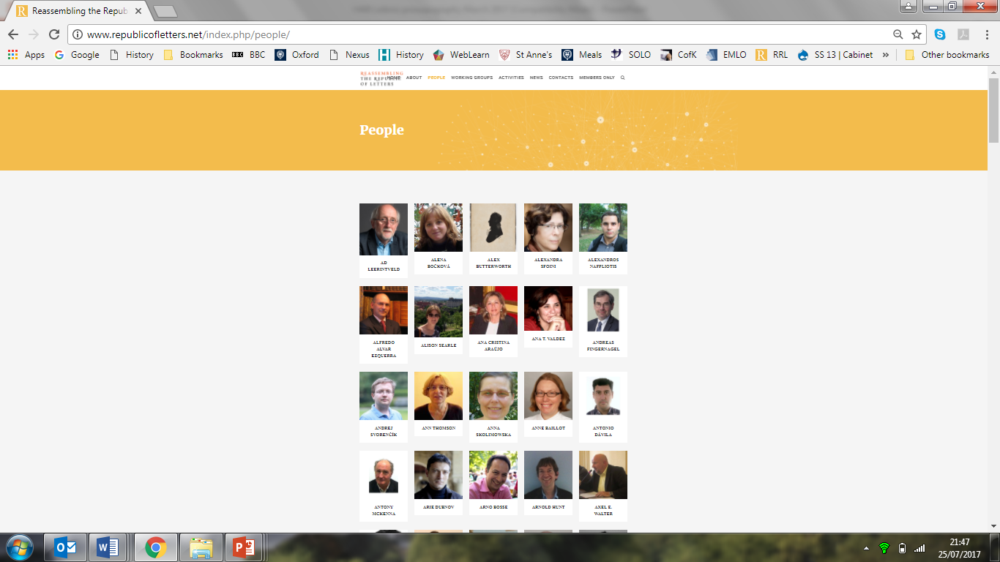 Reassembling the Repub
www.republicofletters.net/index.php/people/
Apps Google History Bookmarks BBC BBC Oxford Nexus H History WebLearn St Anne's Meals SOLO CofK EMLO R RRL SS 13 | Cabinet » Other bookmarks
REASSEMBLING
THE REPUBLIC
OF LETTERS
HOME ABOUT PEOPLE WORKING GROUPS ACTIVITIES NEWS CONTACTS MEMBERS ONLY
People
AD
LEERINTVELD
ALENA
BOČKOVÁ
ALEX
BUTTERWORTH
ALEXANDRA
SFOINI
ALEXANDROS
NAFPLIOTIS
ALFREDO
ALVAR
EZQUERRA
ALISON SEARLE
ANA CRISTINA
ARAÚJO
ANA T. VALDEZ
ANDREAS
FINGERNAGEL
ANDREJ
SVORENČÍK
ANN THOMSON
ANNA
SKOLIMOWSKA
ANNE BAILLOT
ANTONIO
DÁVILA
ANTONY
MCKENNA
ARIE DUBNOV
ARNO BOSSE
ARNOLD HUNT
AXEL E.
WALTER
21:47
25/07/2017